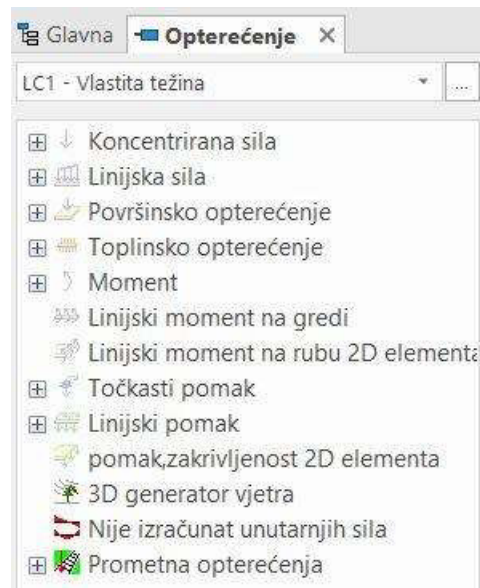 Glavna Opterećenje ×
LC1 - Vlastita težina ...
Koncentrirana sila
Linijska sila
Površinsko opterećenje
Toplinsko opterećenje
Moment
Linijski moment na gredi
Linijski moment na rubu 2D elementa
Točkasti pomak
Linijski pomak
pomak,zakrivljenost 2D elementa
3D generator vjetra
Nije izračunat unutarnjih sila
Prometna opterećenja